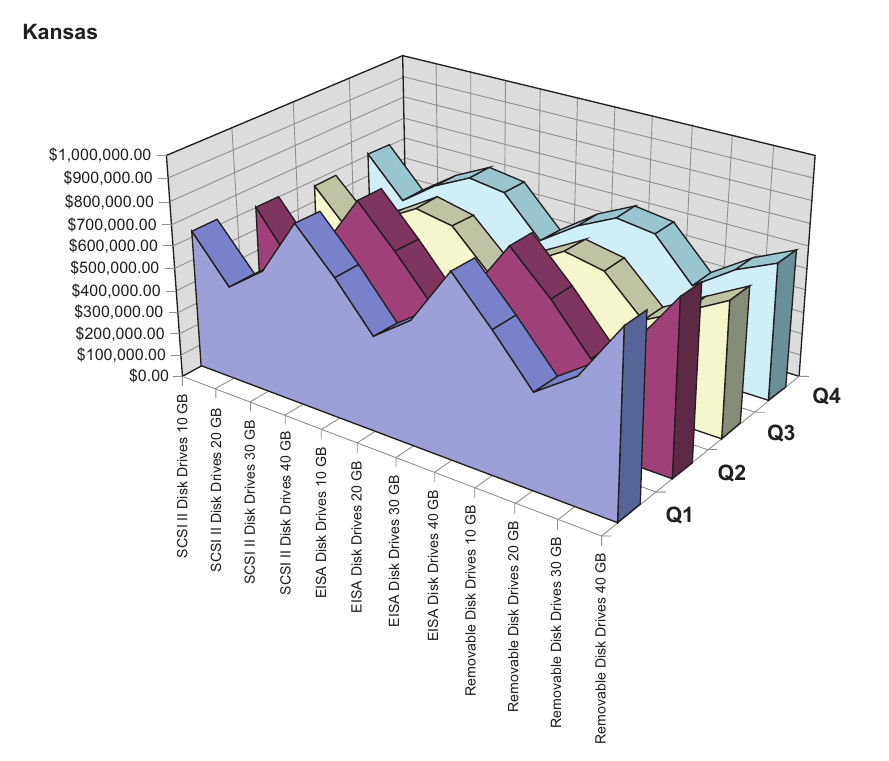 Kansas
$1,000,000.00
$900,000.00
$800,000.00
$700,000.00
$600,000.00
$500,000.00
$400,000.00
$300,000.00
$200,000.00
$100,000.00
$0.00
SCSI II Disk Drives 10 GB
SCSI II Disk Drives 20 GB
SCSI II Disk Drives 30 GB
SCSI II Disk Drives 40 GB
EISA Disk Drives 10 GB
EISA Disk Drives 20 GB
EISA Disk Drives 30 GB
EISA Disk Drives 40 GB
Removable Disk Drives 10 GB
Removable Disk Drives 20 GB
Removable Disk Drives 30 GB
Removable Disk Drives 40 GB
Q1
Q2
Q3
Q4